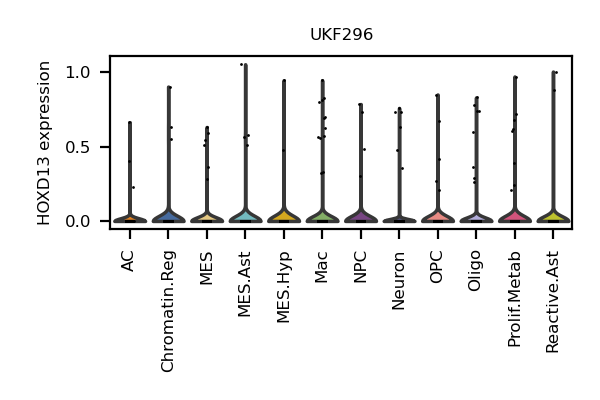 UKF296
HOXD13 expression
1.0
0.5
0.0
AC
Chromatin.Reg
MES
MES.Ast
MES.Hyp
Mac
NPC
Neuron
OPC
Oligo
Prolif.Metab
Reactive.Ast